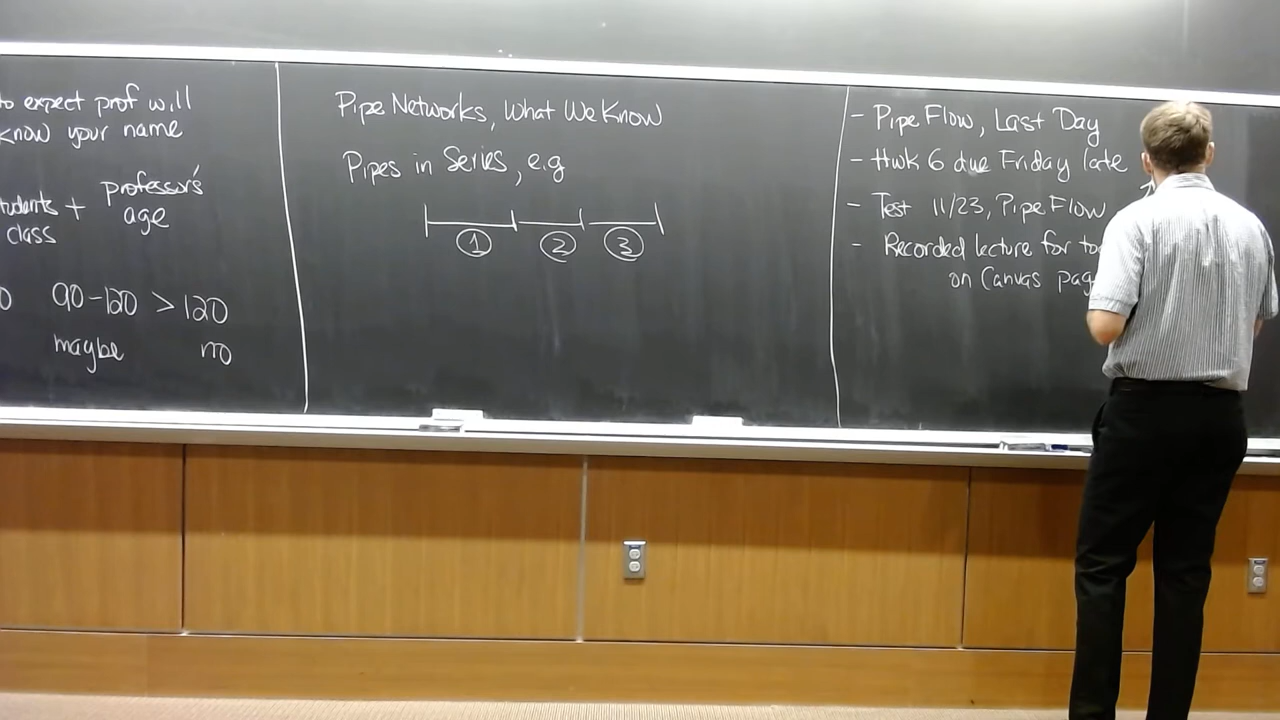 to expect prof will
know your name
+ professor's
age
class
90-120 > 120
maybe no
Pipe Networks, What We Know
Pipes in Series, e.g
1 2 3
- Pipe Flow, Last Day
- Hwk 6 due Friday late
- Test 11/23, Pipe Flow
- Recorded lecture for
on Canvas